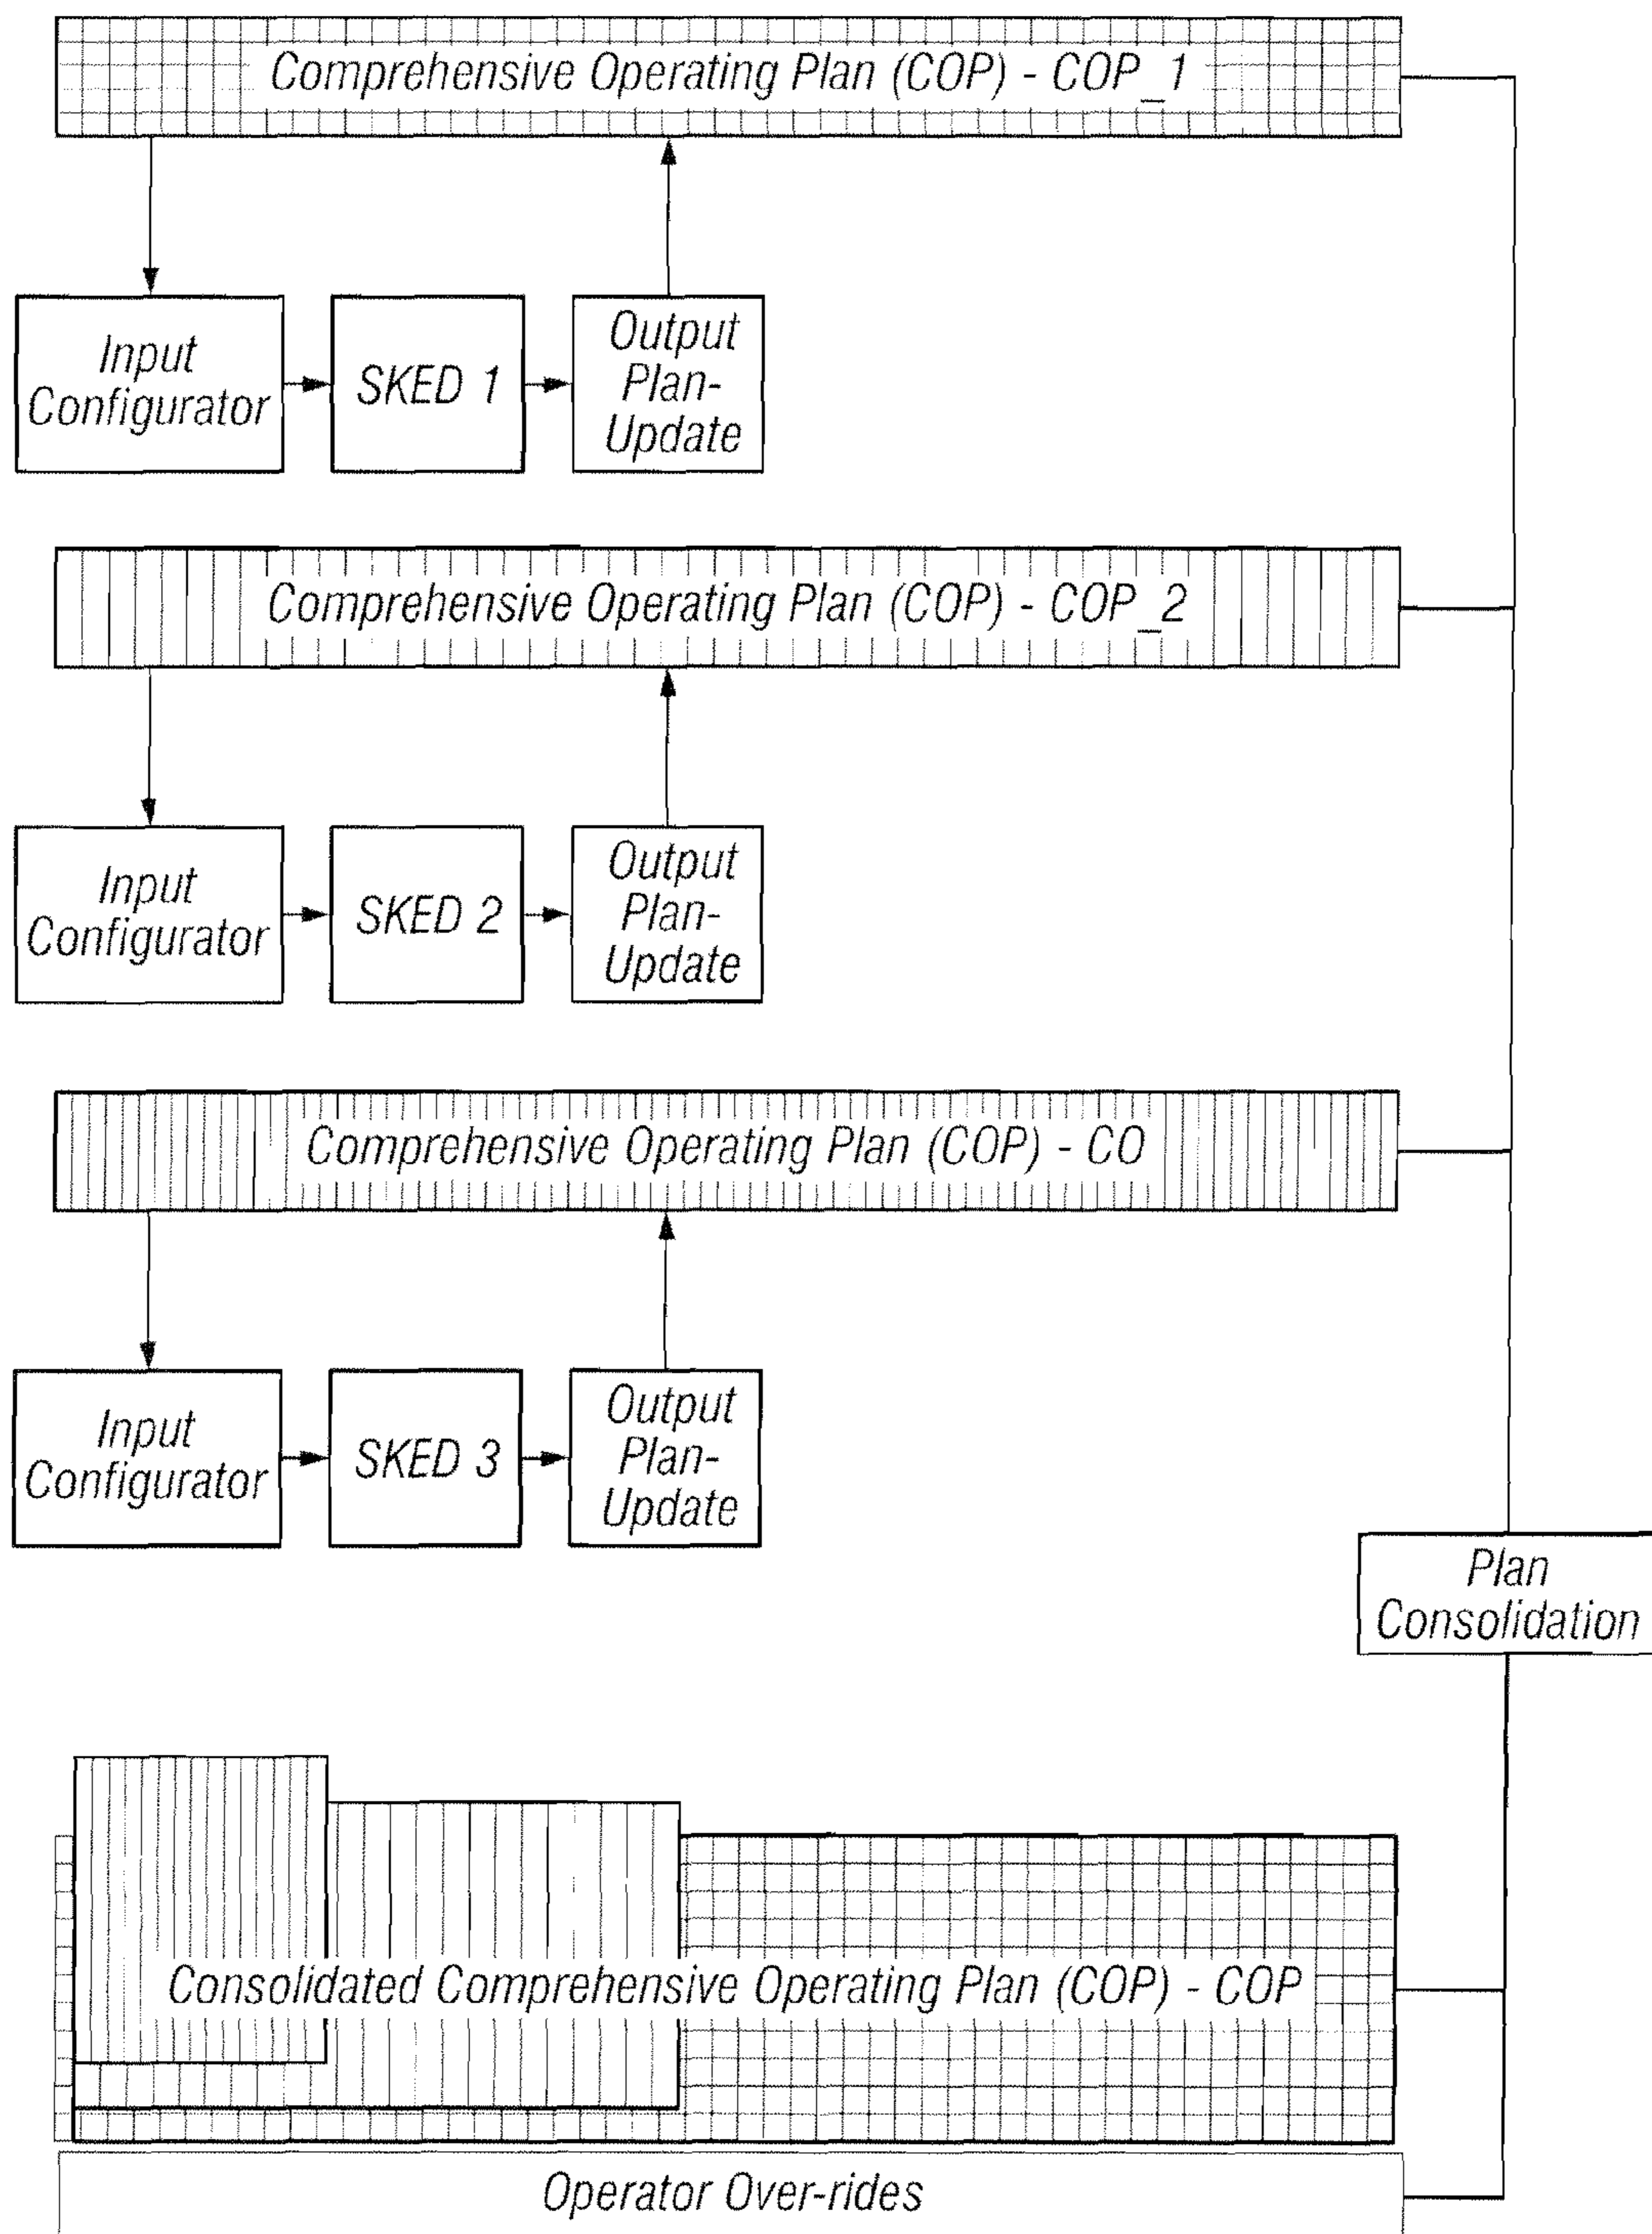 Comprehensive Operating Plan (COP) - COP_1
Input
Configurator
SKED 1
Output
Plan-
Update
Comprehensive Operating Plan (COP) - COP_2
Input
Configurator
SKED 2
Output
Plan-
Update
Comprehensive Operating Plan (COP) - CO
Input
Configurator
SKED 3
Output
Plan-
Update
Plan
Consolidation
Consolidated Comprehensive Operating Plan (COP) - COP
Operator Over-rides